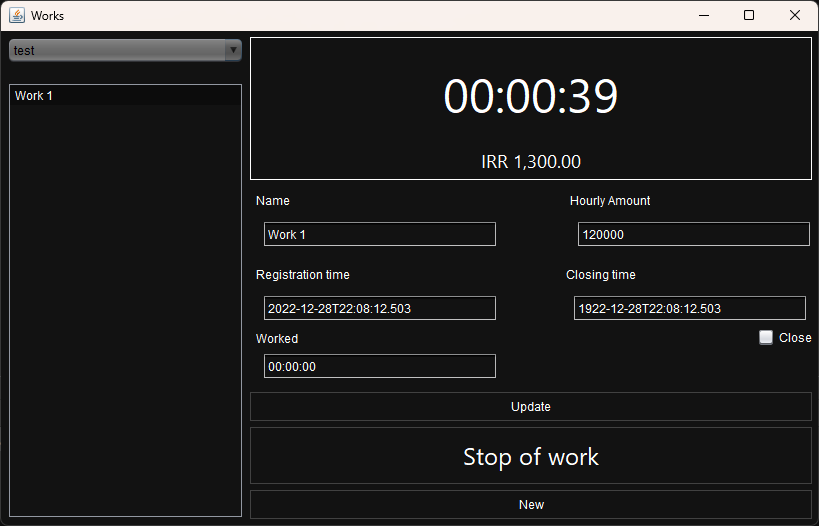 Works
test
Work 1
00:00:39
IRR 1,300.00
Name
Hourly Amount
Work 1
120000
Registration time
Closing time
2022-12-28T22:08:12.503
1922-12-28T22:08:12.503
Worked
Close
00:00:00
Update
Stop of work
New